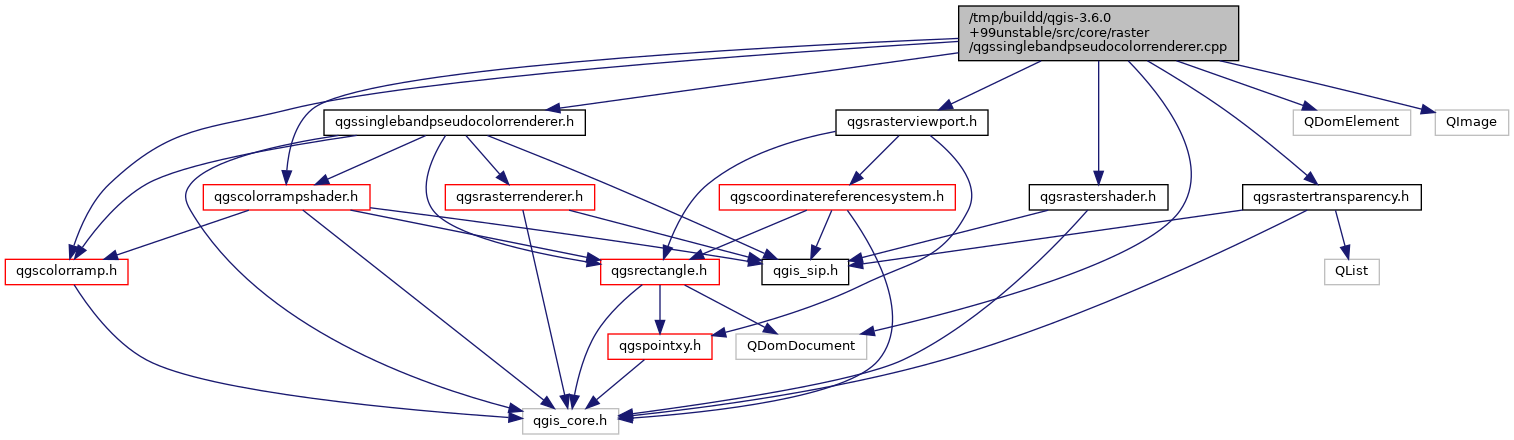 /tmp/buildd/qgis-3.6.0
+99unstable/src/core/raster
/qgssinglebandpseudocolorrenderer.cpp
qgssinglebandpseudocolorrenderer.h
qgsrasterviewport.h
QDomElement
QImage
qgscolorrampshader.h
qgsrasterrenderer.h
qgscoordinatereferencesystem.h
qgsrastershader.h
qgsrastertransparency.h
qgscolorramp.h
qgsrectangle.h
qgis_sip.h
QList
qgspointxy.h
QDomDocument
qgis_core.h